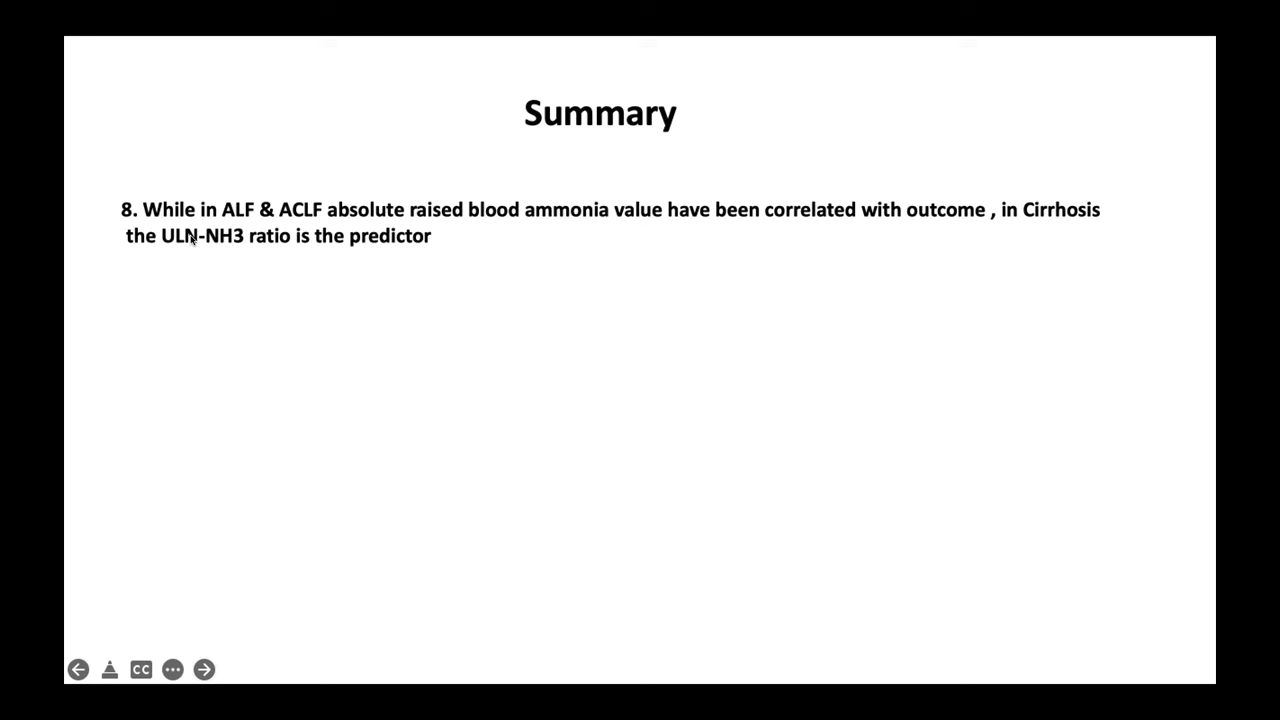 Summary
8. While in ALF & ACLF absolute raised blood ammonia value have been correlated with outcome , in Cirrhosis
the ULN-NH3 ratio is the predictor
CC